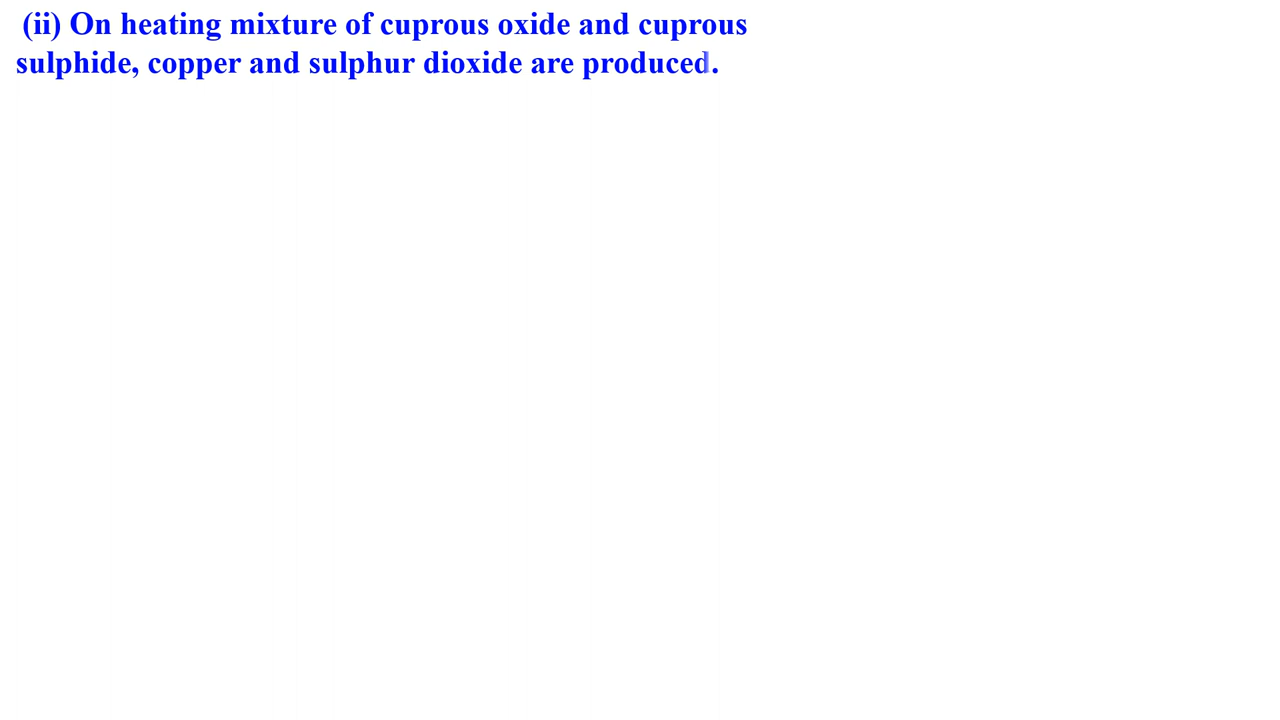 (ii) On heating mixture of cuprous oxide and cuprous
sulphide, copper and sulphur dioxide are produced.